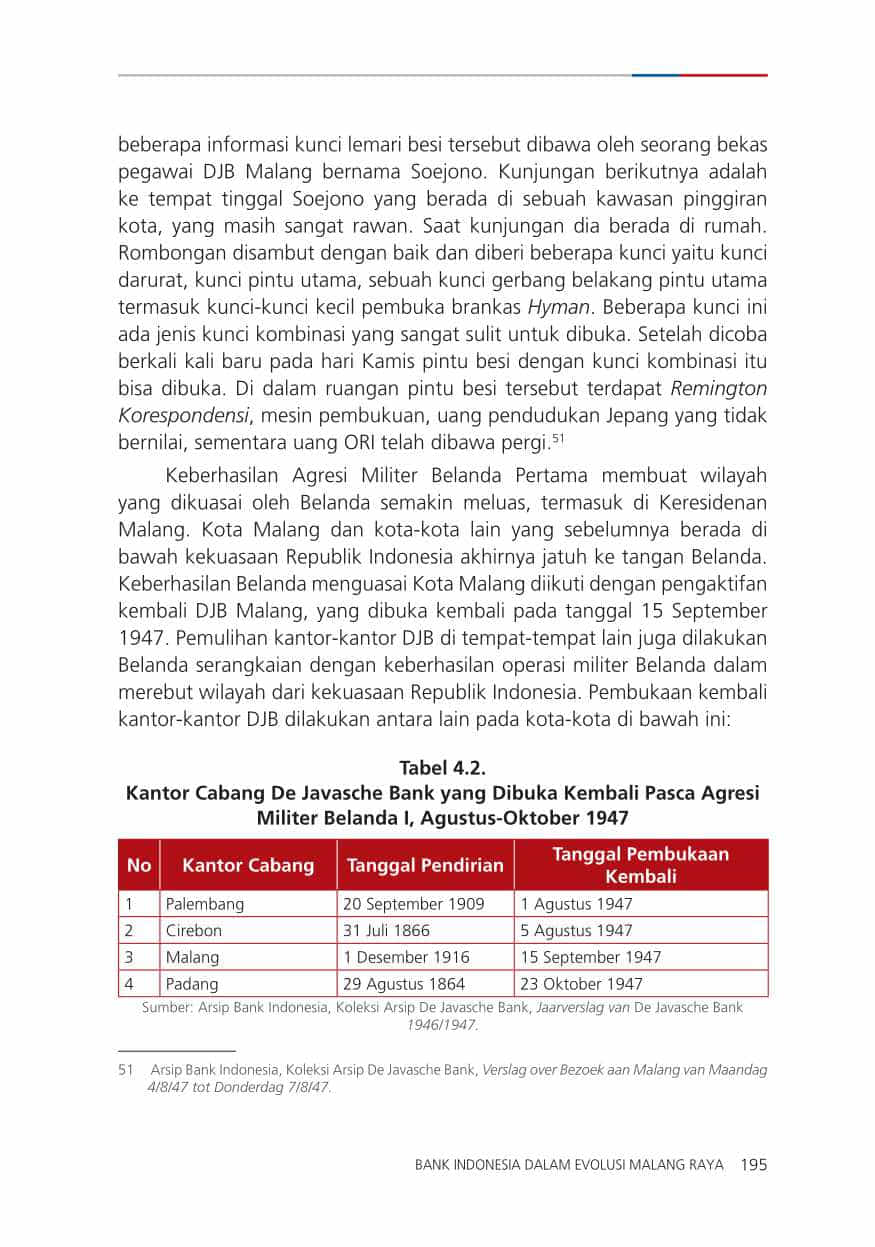 beberapa informasi kunci lemari besi tersebut dibawa oleh seorang bekas
pegawai DJB Malang bernama Soejono. Kunjungan berikutnya adalah
ke tempat tinggal Soejono yang berada di sebuah kawasan pinggiran
kota, yang masih sangat rawan. Saat kunjungan dia berada di rumah.
Rombongan disambut dengan baik dan diberi beberapa kunci yaitu kunci
darurat, kunci pintu utama, sebuah kunci gerbang belakang pintu utama
termasuk kunci-kunci kecil pembuka brankas Hyman. Beberapa kunci ini
ada jenis kunci kombinasi yang sangat sulit untuk dibuka. Setelah dicoba
berkali kali baru pada hari Kamis pintu besi dengan kunci kombinasi itu
bisa dibuka. Di dalam ruangan pintu besi tersebut terdapat Remington
Korespondensi, mesin pembukuan, uang pendudukan Jepang yang tidak
bernilai, sementara uang ORI telah dibawa pergi.51
Keberhasilan Agresi Militer Belanda Pertama membuat wilayah
yang dikuasai oleh Belanda semakin meluas, termasuk di Keresidenan
Malang. Kota Malang dan kota-kota lain yang sebelumnya berada di
bawah kekuasaan Republik Indonesia akhirnya jatuh ke tangan Belanda.
Keberhasilan Belanda menguasai Kota Malang diikuti dengan pengaktifan
kembali DJB Malang, yang dibuka kembali pada tanggal 15 September
1947. Pemulihan kantor-kantor DJB di tempat-tempat lain juga dilakukan
Belanda serangkaian dengan keberhasilan operasi militer Belanda dalam
merebut wilayah dari kekuasaan Republik Indonesia. Pembukaan kembali
kantor-kantor DJB dilakukan antara lain pada kota-kota di bawah ini:
Tabel 4.2.
Kantor Cabang De Javasche Bank yang Dibuka Kembali Pasca Agresi
Militer Belanda I, Agustus-Oktober 1947
No Kantor Cabang Tanggal Pendirian Tanggal Pembukaan Kembali
1 Palembang 20 September 1909 1 Agustus 1947
2 Cirebon 31 Juli 1866 5 Agustus 1947
3 Malang 1 Desember 1916 15 September 1947
4 Padang 29 Agustus 1864 23 Oktober 1947
Sumber: Arsip Bank Indonesia, Koleksi Arsip De Javasche Bank, Jaarverslag van De Javasche Bank
1946/1947.
51 Arsip Bank Indonesia, Koleksi Arsip De Javasche Bank, Verslag over Bezoek aan Malang van Maandag
4/8/47 tot Donderdag 7/8/47.
BANK INDONESIA DALAM EVOLUSI MALANG RAYA 195